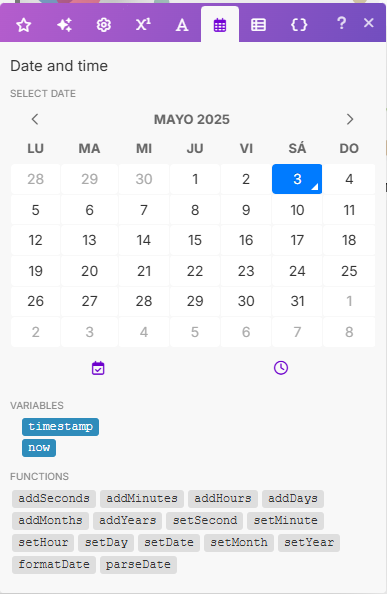 X¹ A { } ? ×
Date and time
SELECT DATE
MAYO 2025
LU MA MI JU VI SÁ DO
28 29 30 1 2 3 4
5 6 7 8 9 10 11
12 13 14 15 16 17 18
19 20 21 22 23 24 25
26 27 28 29 30 31 1
2 3 4 5 6 7 8
VARIABLES
timestamp
now
FUNCTIONS
addSeconds addMinutes addHours addDays
addMonths addYears setSecond setMinute
setHour setDay setDate setMonth setYear
formatDate parseDate